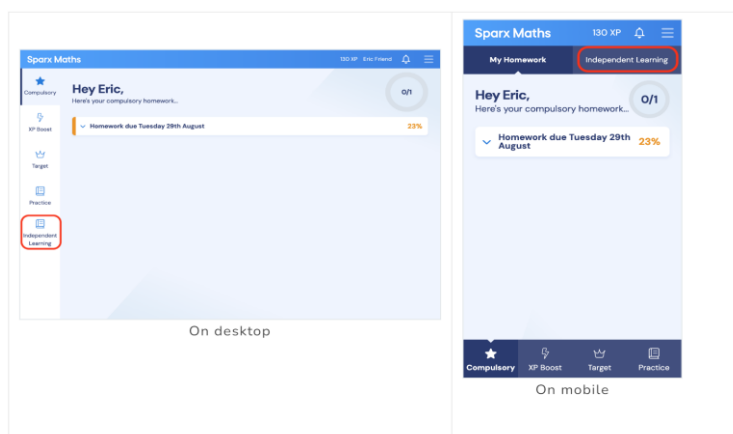 Sparx Maths
130 XP Eric Friend
Compulsory
XP Boost
Target
Practice
Independent
Learning
Hey Eric,
Here's your compulsory homework...
0/1
Homework due Tuesday 29th August
23%
On desktop
Sparx Maths
130 XP
My Homework
Independent Learning
Hey Eric,
Here's your compulsory homework...
0/1
Homework due Tuesday 29th
August
23%
Compulsory
XP Boost
Target
Practice
On mobile